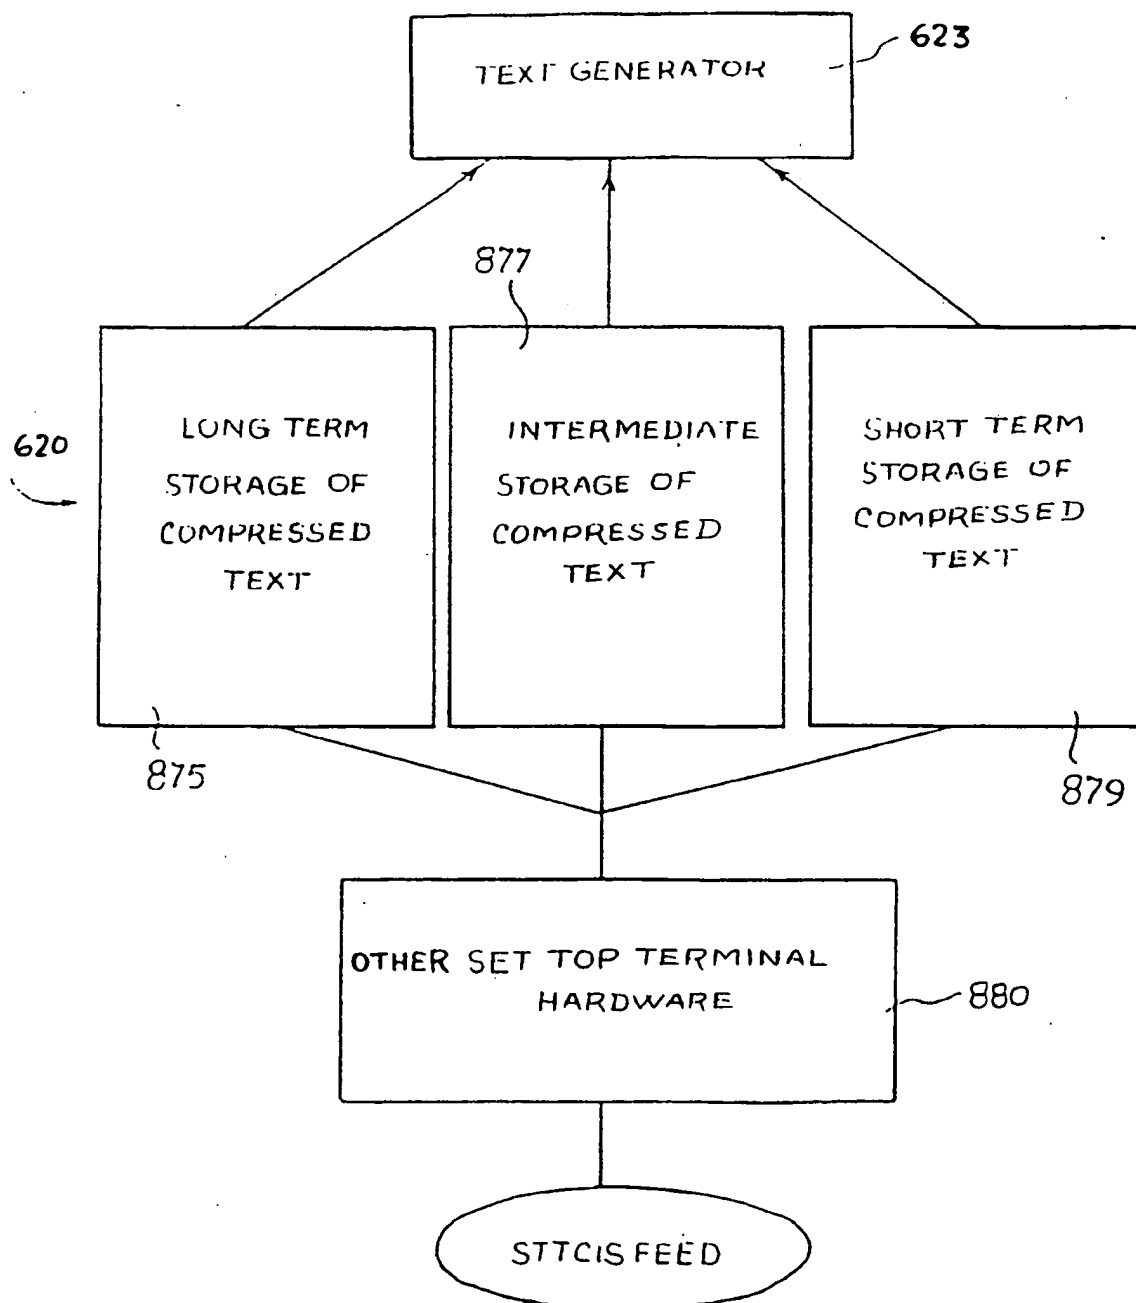 623
TEXT GENERATOR
877
620
LONG TERM
STORAGE OF
COMPRESSED
TEXT
INTERMEDIATE
STORAGE OF
COMPRESSED
TEXT
SHORT TERM
STORAGE OF
COMPRESSED
TEXT
875
879
OTHER SET TOP TERMINAL
HARDWARE
880
STTCIS FEED